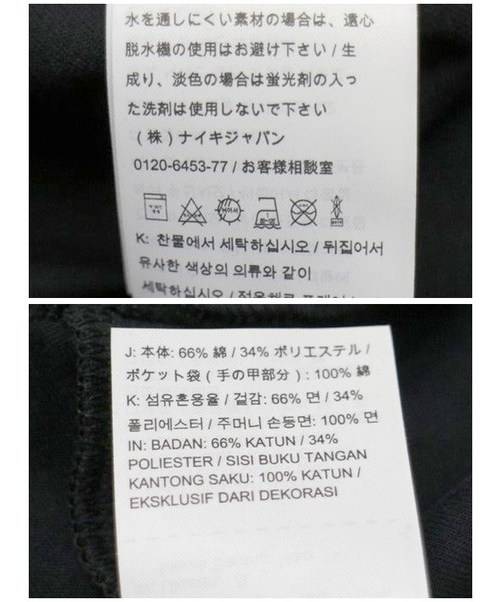 水を通しにくい素材の場合は、遠心
脱水機の使用はお避け下さい / 生
成り、淡色の場合は蛍光剤の入っ
た洗剤は使用しないで下さい
(株) ナイキジャパン
0120-6453-77 / お客様相談室
K: 찬물에서 세탁하십시오 / 뒤집어서
유사한 색상의 의류와 같이
세탁하십시오 /
J: 本体: 66% 綿 / 34% ポリエステル /
ポケット袋 ( 手の甲部分 ) : 100% 綿
K: 섬유혼용율 / 겉감: 66% 면 / 34%
폴리에스터 / 주머니 손등면: 100% 면
IN: BADAN: 66% KATUN / 34%
POLIESTER / SISI BUKU TANGAN
KANTONG SAKU: 100% KATUN /
EKSKLUSIF DARI DEKORASI